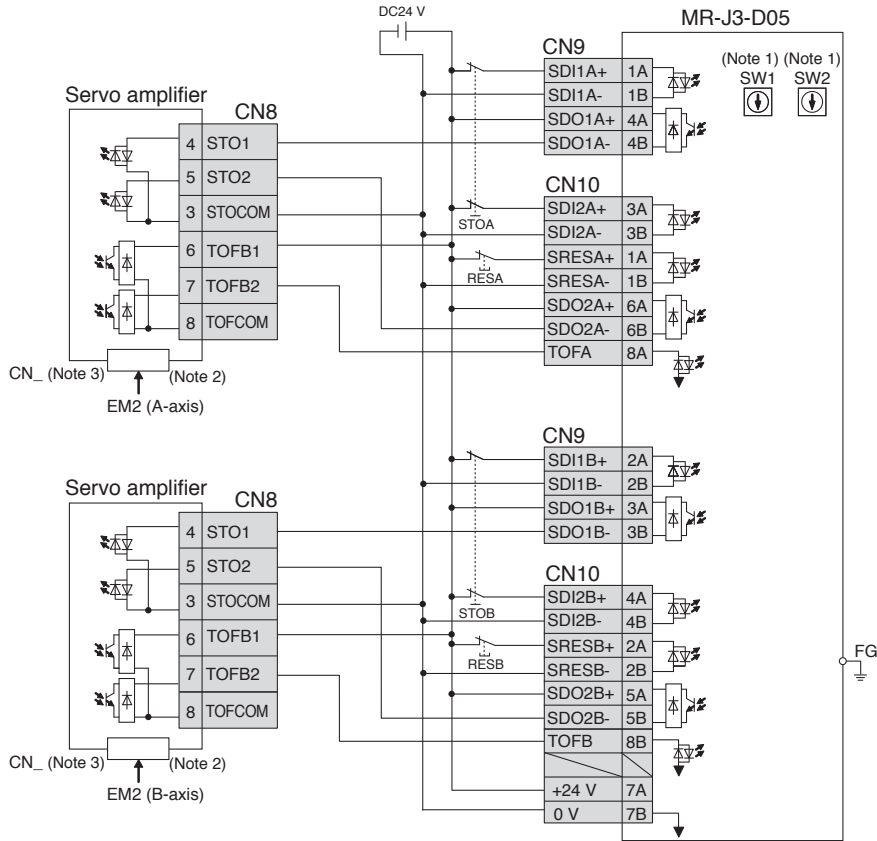 DC24 V
MR-J3-D05
(Note 1) (Note 1)
SW1 SW2
CN9
SDI1A+ 1A
SDI1A- 1B
SDO1A+ 4A
SDO1A- 4B
Servo amplifier
CN8
4 STO1
5 STO2
3 STOCOM
6 TOFB1
7 TOFB2
8 TOFCOM
CN_ (Note 3) (Note 2)
EM2 (A-axis)
STOA
RESA
CN10
SDI2A+ 3A
SDI2A- 3B
SRESA+ 1A
SRESA- 1B
SDO2A+ 6A
SDO2A- 6B
TOFA 8A
CN9
SDI1B+ 2A
SDI1B- 2B
SDO1B+ 3A
SDO1B- 3B
Servo amplifier
CN8
4 STO1
5 STO2
3 STOCOM
6 TOFB1
7 TOFB2
8 TOFCOM
CN_ (Note 3) (Note 2)
EM2 (B-axis)
STOB
RESB
CN10
SDI2B+ 4A
SDI2B- 4B
SRESB+ 2A
SRESB- 2B
SDO2B+ 5A
SDO2B- 5B
TOFB 8B
+24 V 7A
0 V 7B
FG